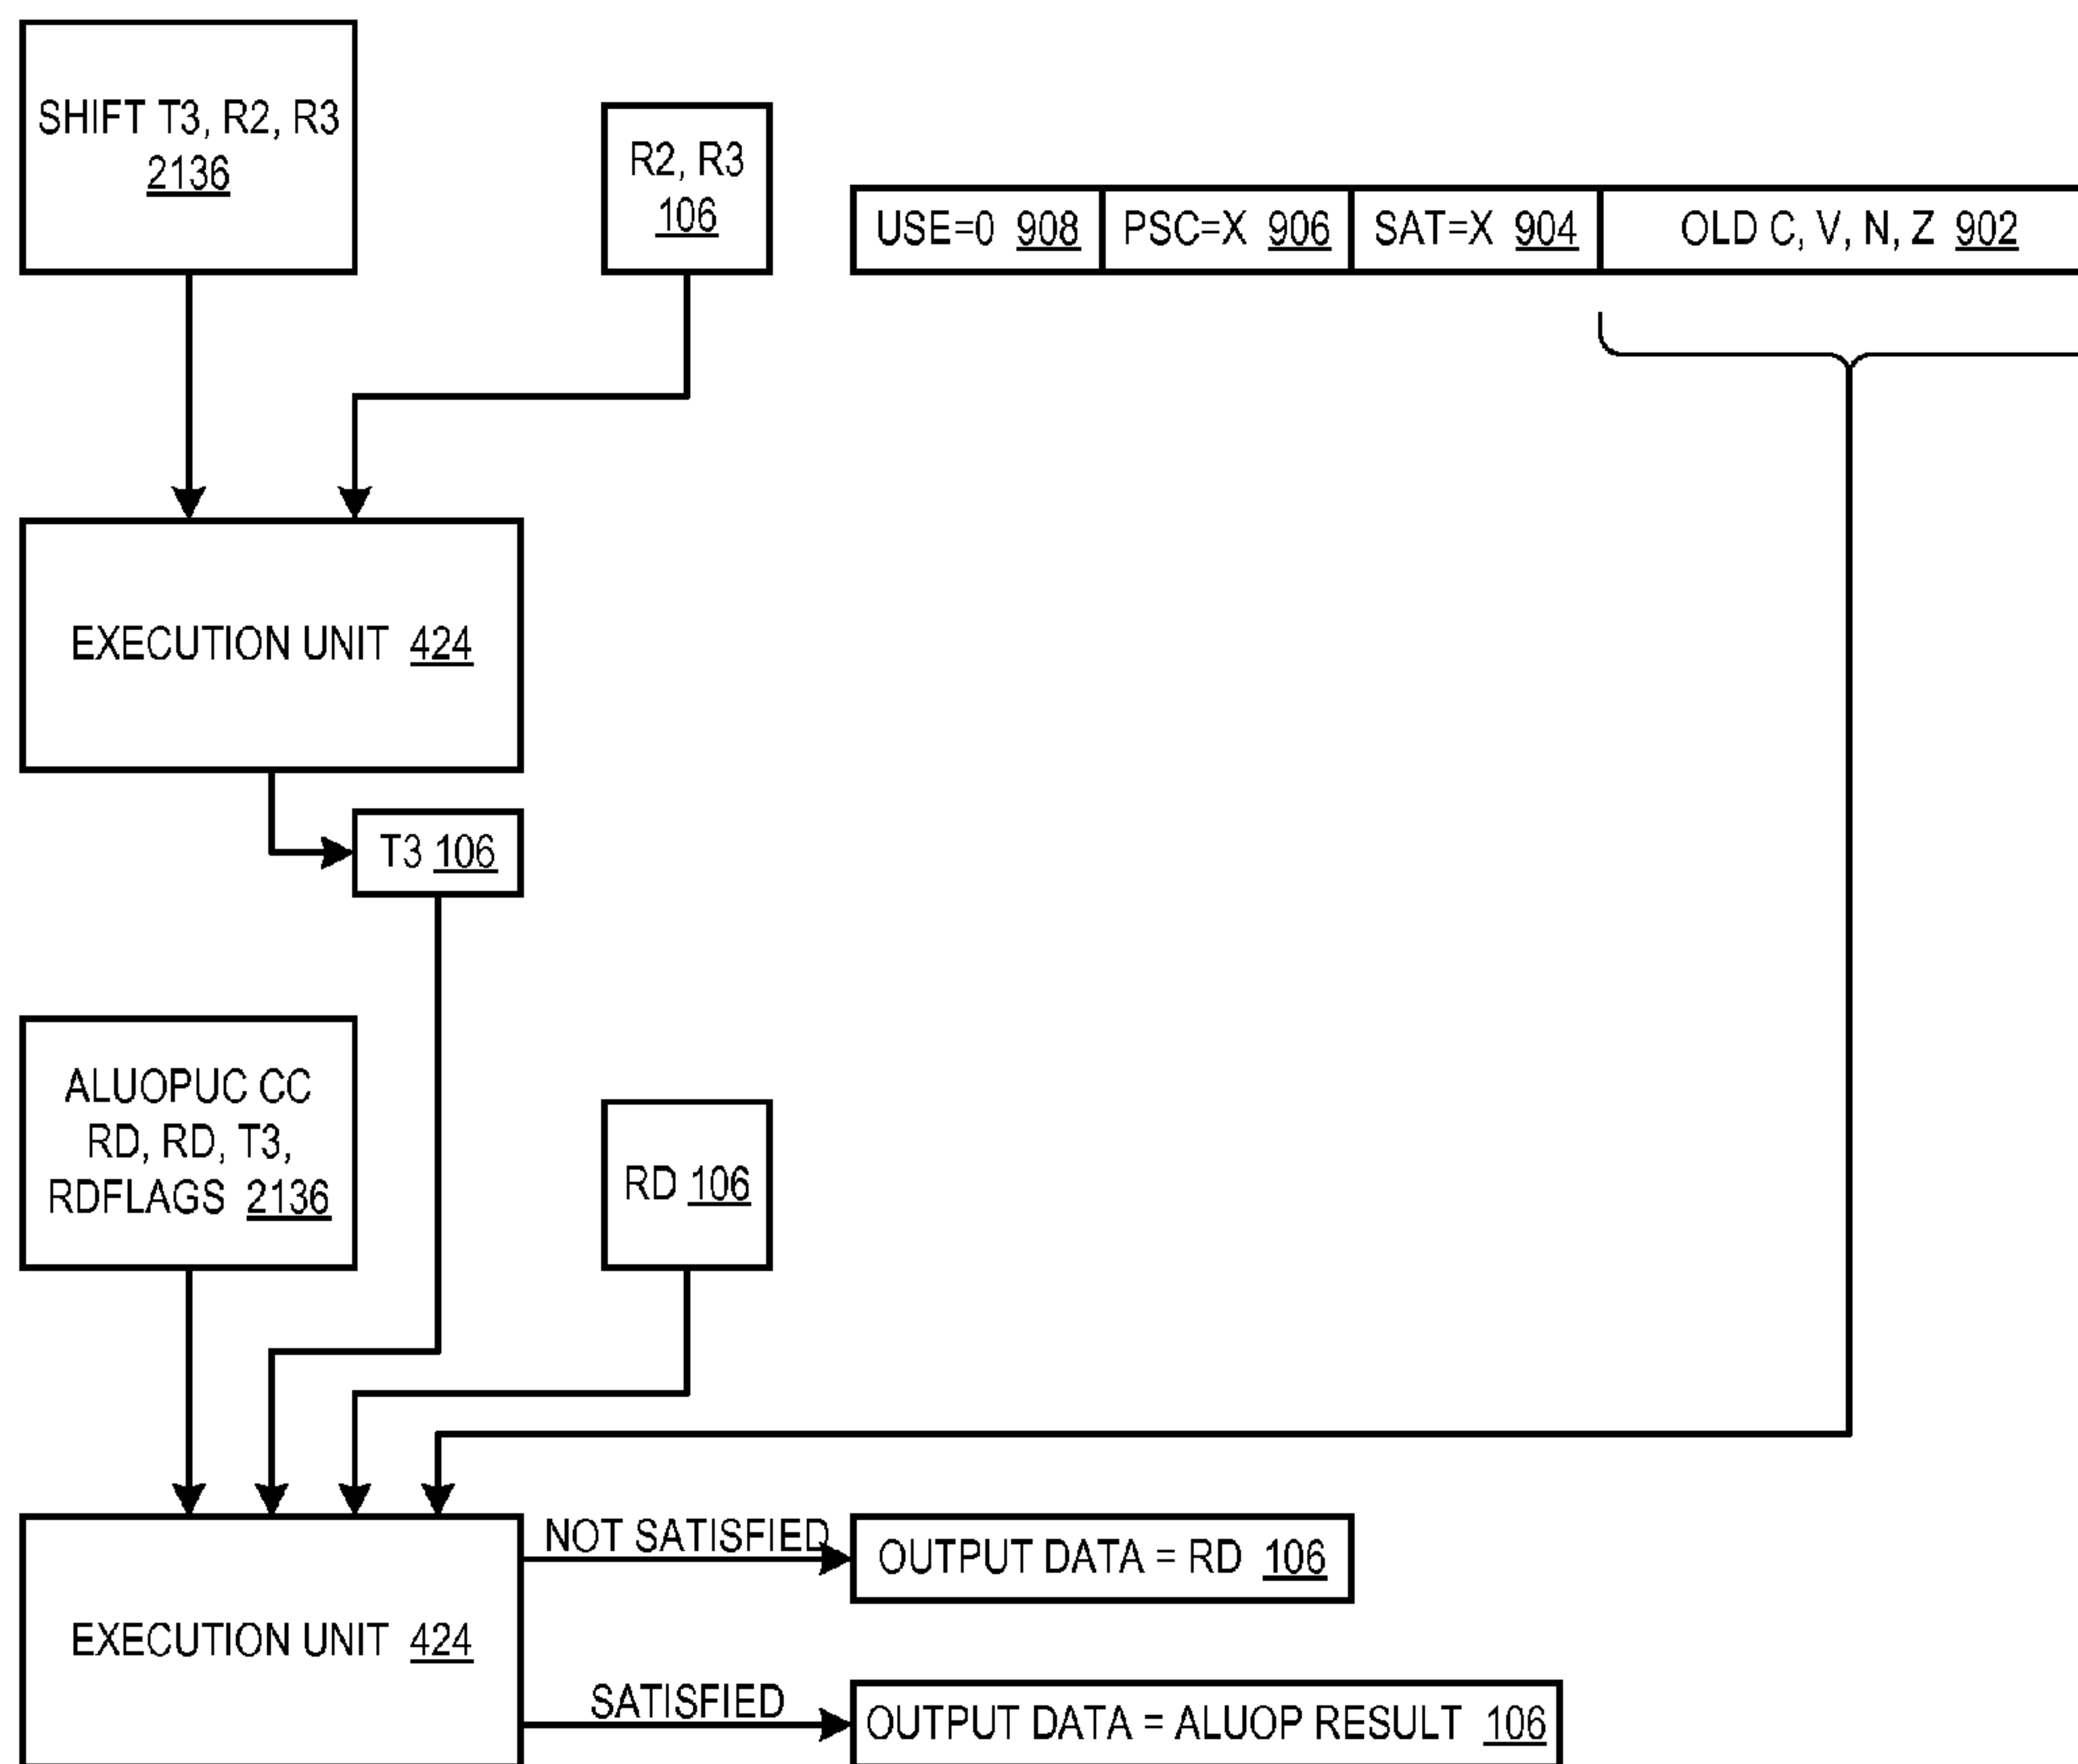 SHIFT T3, R2, R3
2136
R2, R3
106
USE=0 908
PSC=X 906
SAT=X 904
OLD C, V, N, Z 902
EXECUTION UNIT 424
T3 106
ALUOPUC CC
RD, RD, T3,
RDFLAGS 2136
RD 106
NOT SATISFIED
OUTPUT DATA = RD 106
EXECUTION UNIT 424
SATISFIED
OUTPUT DATA = ALUOP RESULT 106